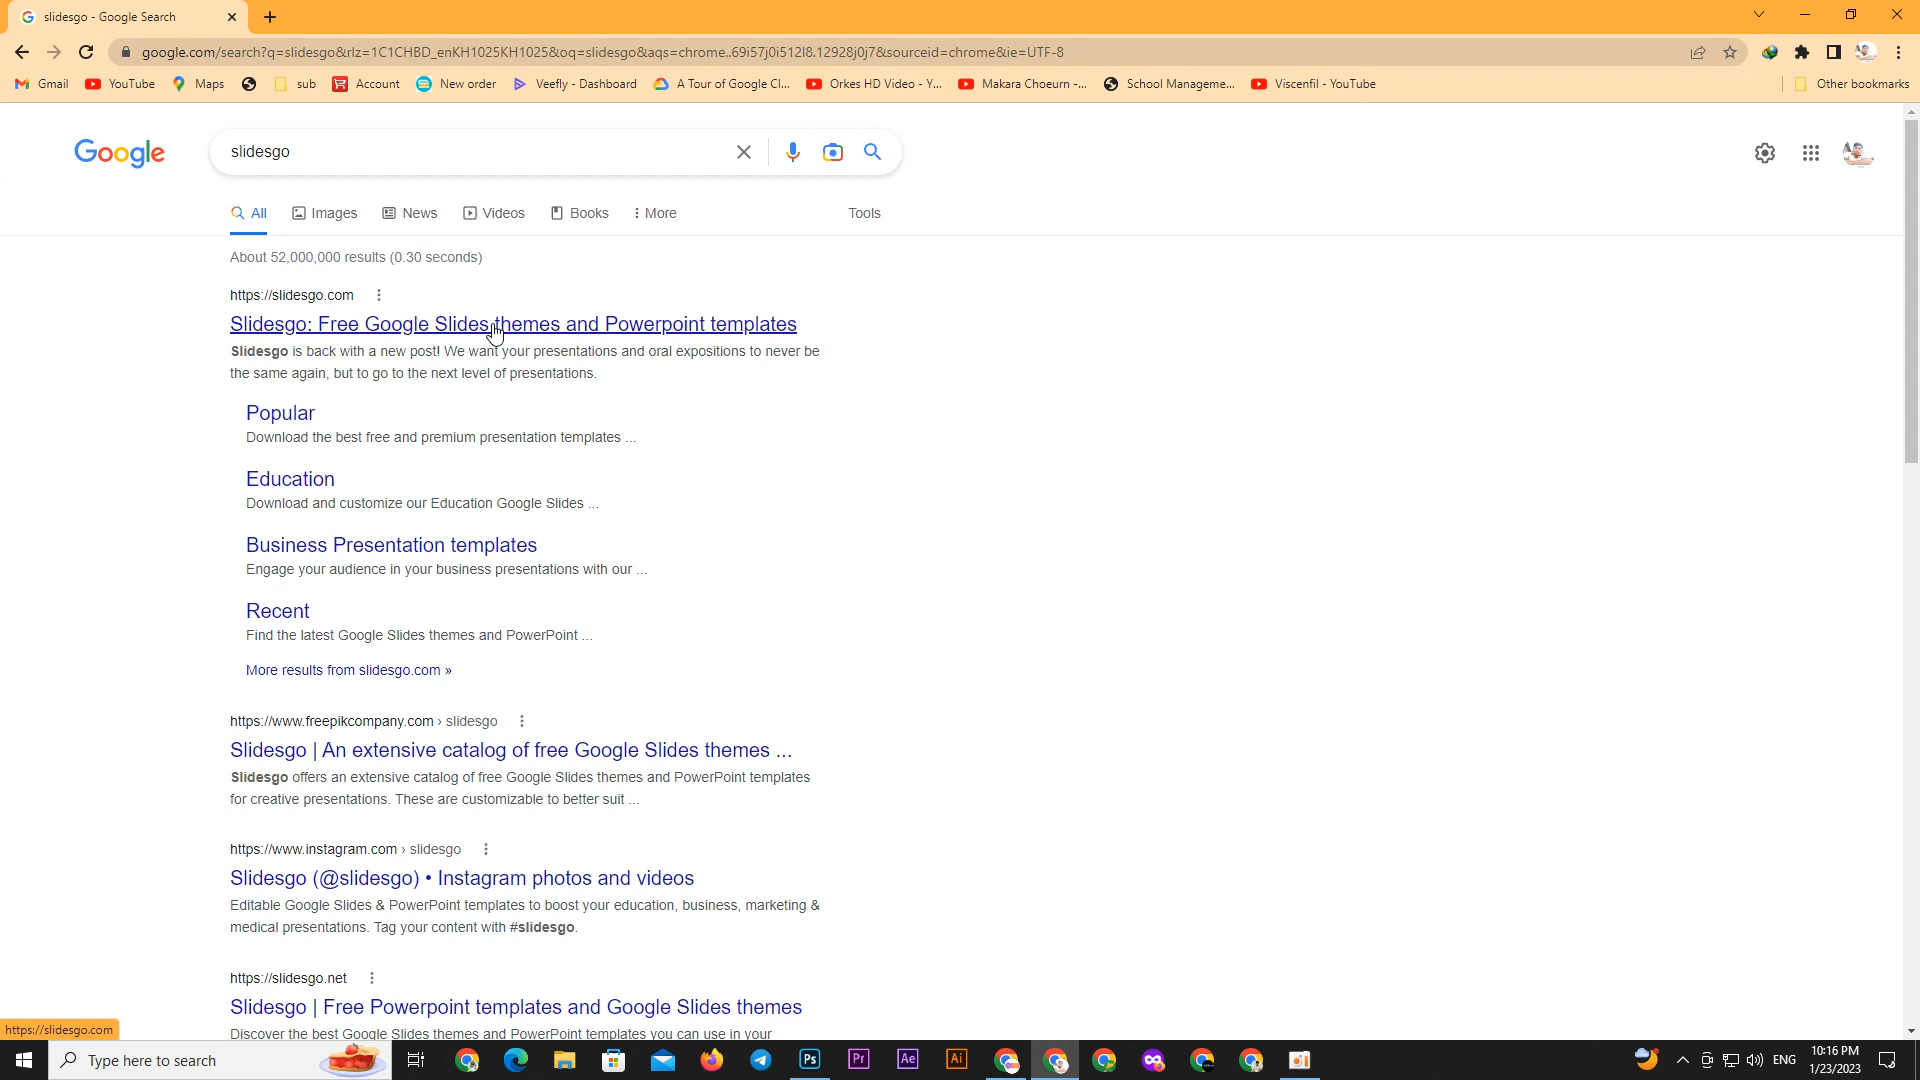 slidesgo - Google Search
google.com/search?q=slidesgo&rlz=1C1CHBD_enKH1025KH1025&oq=slidesgo&aqs=chrome..69i57j0i512l8.12928j0j7&sourceid=chrome&ie=UTF-8
Gmail YouTube Maps sub Account New order Veefly - Dashboard A Tour of Google Cl... Orkes HD Video - Y... Makara Choeurn -... School Manageme... Viscenfil - YouTube Other bookmarks
Google slidesgo
All Images News Videos Books More Tools
About 52,000,000 results (0.30 seconds)
https://slidesgo.com
Slidesgo: Free Google Slides themes and Powerpoint templates
Slidesgo is back with a new post! We want your presentations and oral expositions to never be
the same again, but to go to the next level of presentations.
Popular
Download the best free and premium presentation templates ...
Education
Download and customize our Education Google Slides ...
Business Presentation templates
Engage your audience in your business presentations with our ...
Recent
Find the latest Google Slides themes and PowerPoint ...
More results from slidesgo.com »
https://www.freepikcompany.com › slidesgo
Slidesgo | An extensive catalog of free Google Slides themes ...
Slidesgo offers an extensive catalog of free Google Slides themes and PowerPoint templates
for creative presentations. These are customizable to better suit ...
https://www.instagram.com › slidesgo
Slidesgo (@slidesgo) • Instagram photos and videos
Editable Google Slides & PowerPoint templates to boost your education, business, marketing &
medical presentations. Tag your content with #slidesgo.
https://slidesgo.net
Slidesgo | Free Powerpoint templates and Google Slides themes
Discover the best Google Slides themes and PowerPoint templates you can use in your
https://slidesgo.com
Type here to search Ps Pr Ae Ai ENG 10:16 PM
1/23/2023